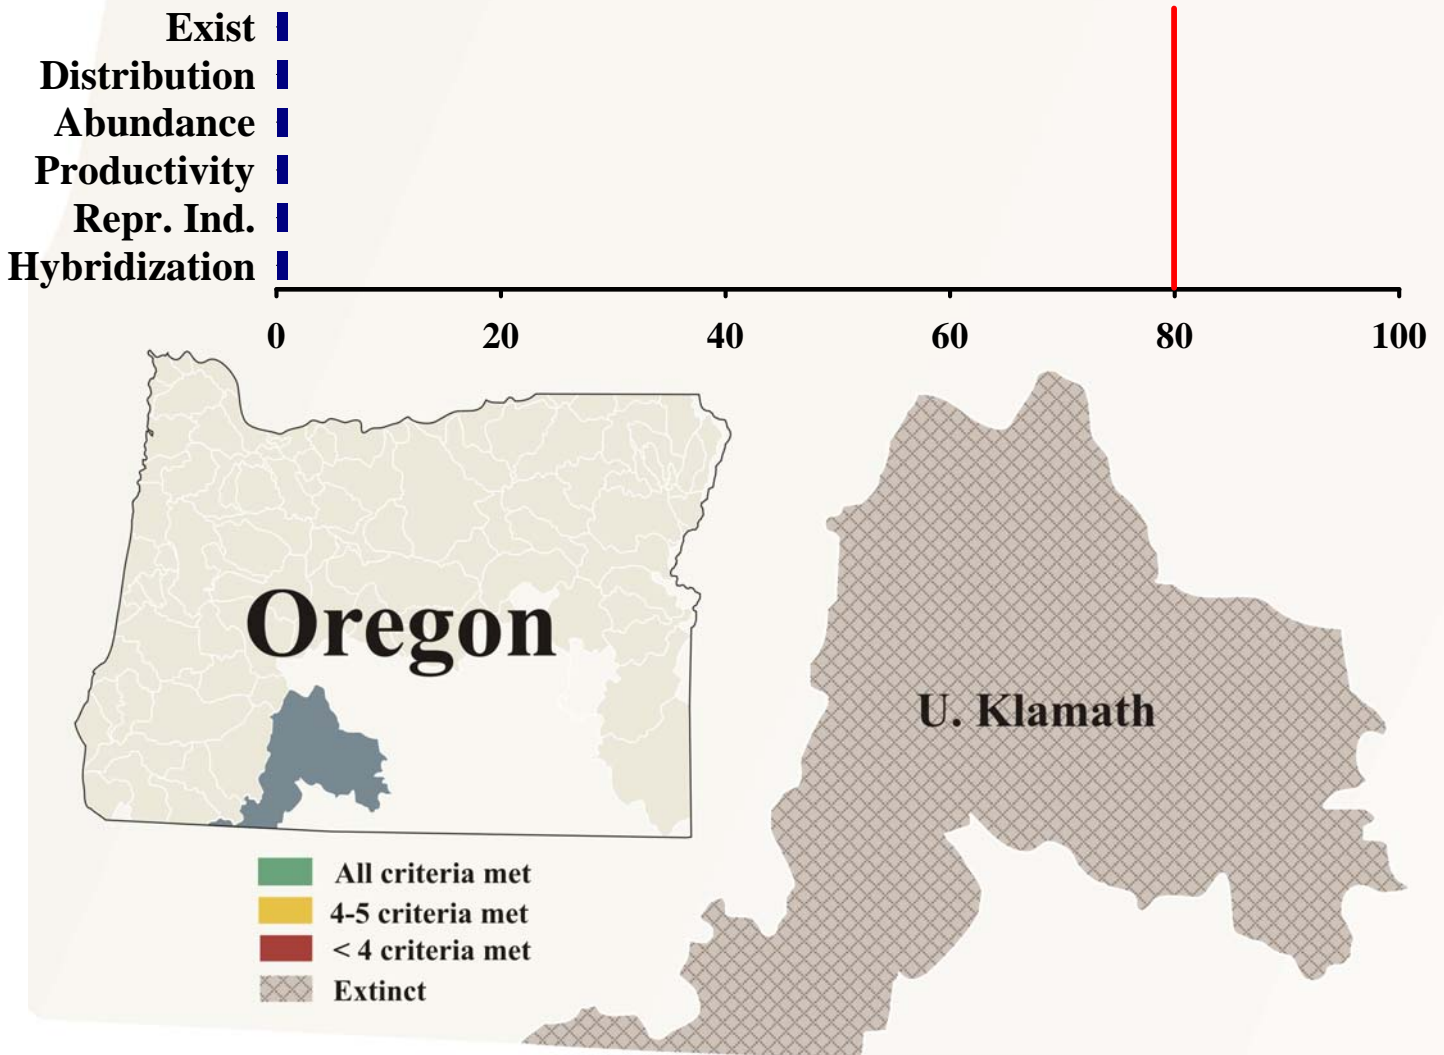 Exist
Distribution
Abundance
Productivity
Repr. Ind.
Hybridization
0 20 40 60 80 100
Oregon
U. Klamath
All criteria met
4-5 criteria met
< 4 criteria met
Extinct